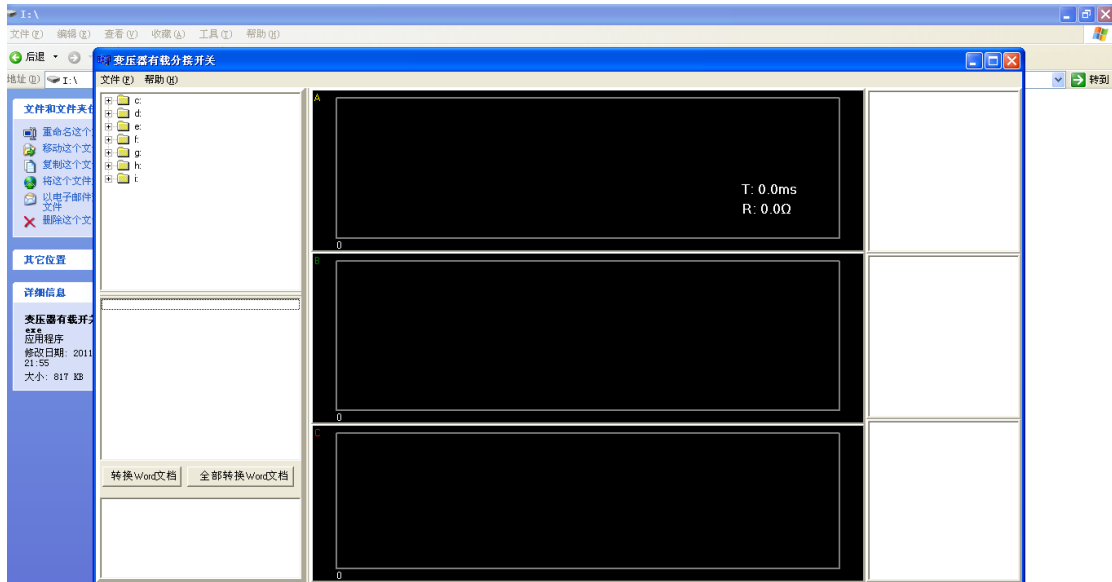 I:\
文件(F) 编辑(E) 查看(V) 收藏(A) 工具(T) 帮助(H)
后退
地址(D) I:\ 转到
变压器有载分接开关
文件(F) 帮助(H)
文件和文件夹任
重命名这个文
移动这个文
复制这个文
将这个文件
以电子邮件
文件
删除这个文
其它位置
详细信息
变压器有载开关
exe
应用程序
修改日期: 2011
21:55
大小: 817 KB
c:
d:
e:
f:
g:
h:
i:
转换Word文档 全部转换Word文档
A
T: 0.0ms
R: 0.0Ω
0
B
0
C
0